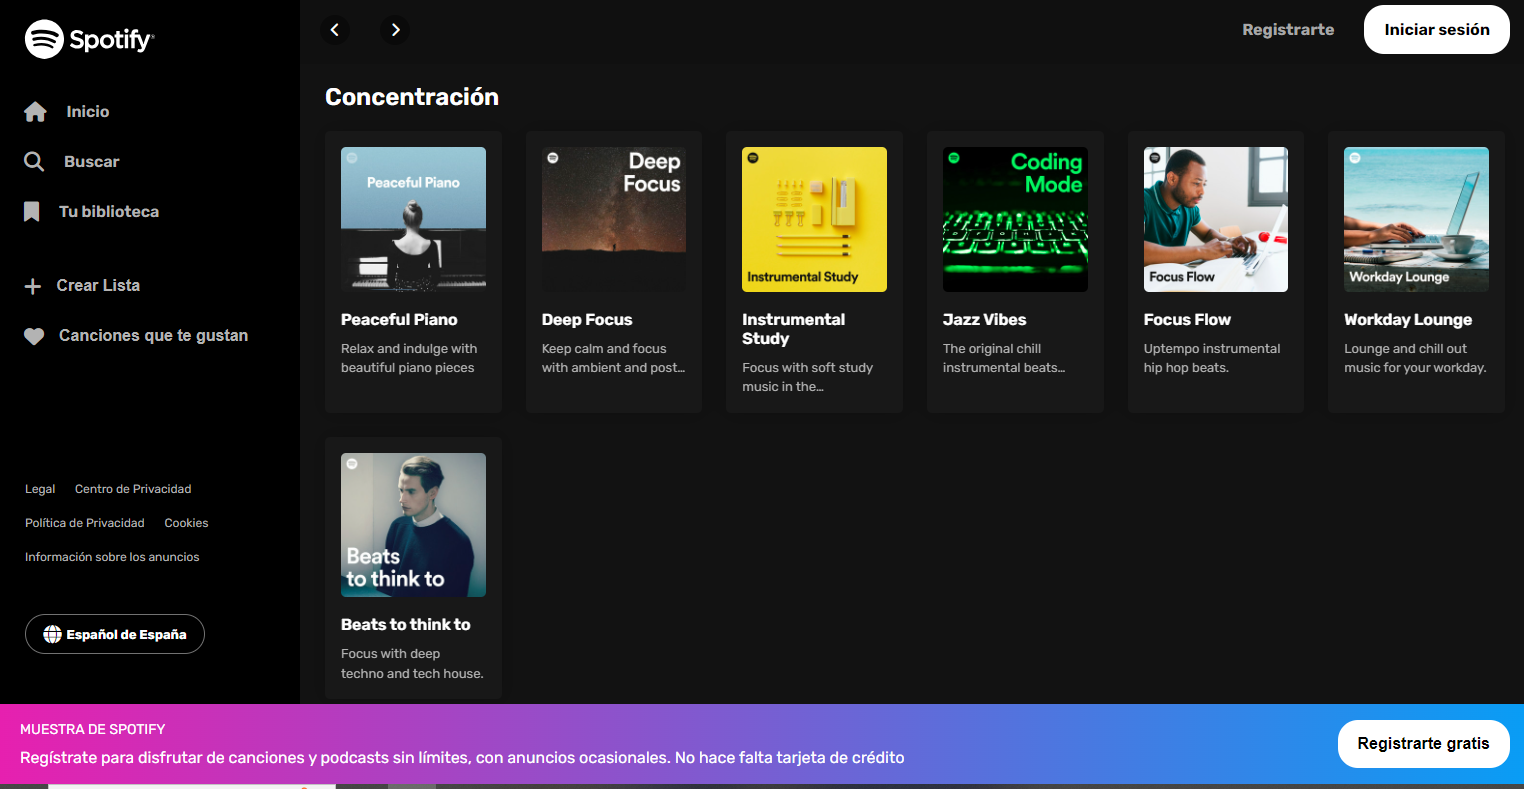 Spotify
Inicio
Buscar
Tu biblioteca
Crear Lista
Canciones que te gustan
Legal Centro de Privacidad
Política de Privacidad Cookies
Información sobre los anuncios
Español de España
Registrarte Iniciar sesión
Concentración
Peaceful Piano
Peaceful Piano
Relax and indulge with
beautiful piano pieces
Deep
Focus
Deep Focus
Keep calm and focus
with ambient and post…
Instrumental Study
Instrumental
Study
Focus with soft study
music in the…
Coding
Mode
Jazz Vibes
The original chill
instrumental beats…
Focus Flow
Focus Flow
Uptempo instrumental
hip hop beats.
Workday Lounge
Workday Lounge
Lounge and chill out
music for your workday.
Beats
to think to
Beats to think to
Focus with deep
techno and tech house.
MUESTRA DE SPOTIFY
Regístrate para disfrutar de canciones y podcasts sin límites, con anuncios ocasionales. No hace falta tarjeta de crédito
Registrarte gratis